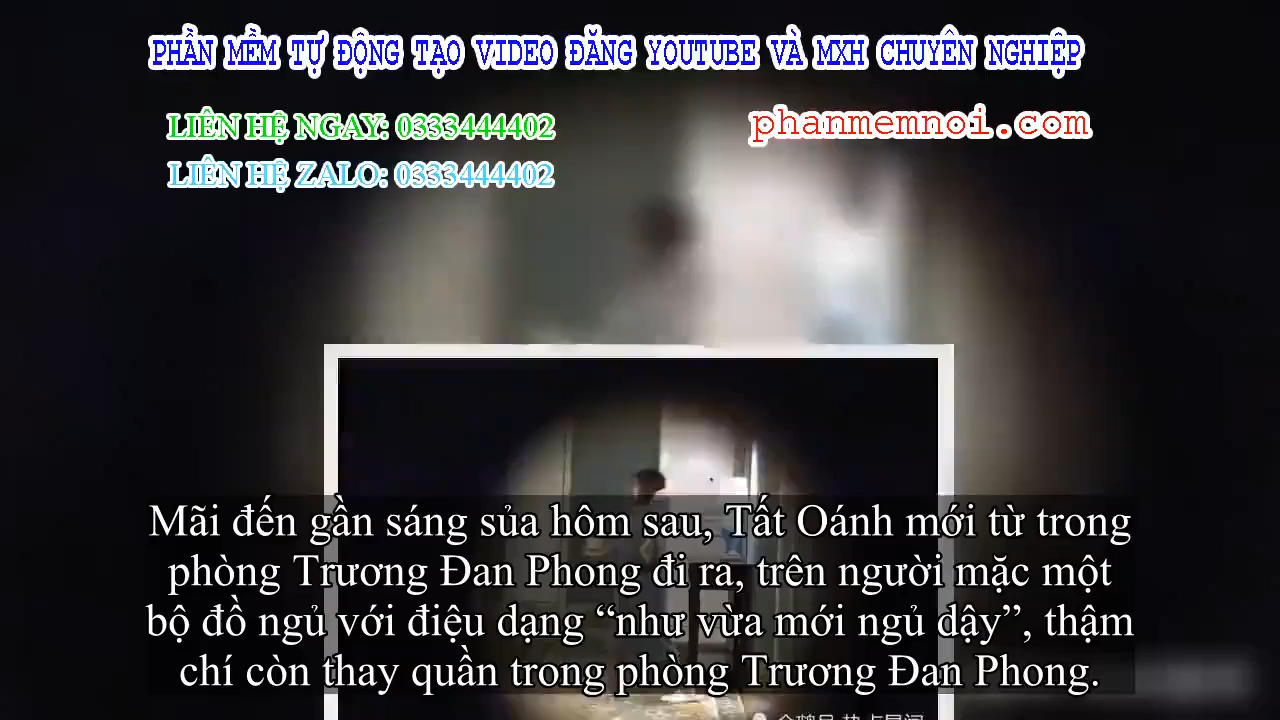 PHẦN MỀM TỰ ĐỘNG TẠO VIDEO ĐĂNG YOUTUBE VÀ MXH CHUYÊN NGHIỆP
LIÊN HỆ NGAY: 0333444402
phanmemnoi.com
LIÊN HỆ ZALO: 0333444402
Mãi đến gần sáng sủa hôm sau, Tất Oánh mới từ trong
phòng Trương Đan Phong đi ra, trên người mặc một
bộ đồ ngủ với điệu dạng “như vừa mới ngủ dậy”, thậm
chí còn thay quần trong phòng Trương Đan Phong.